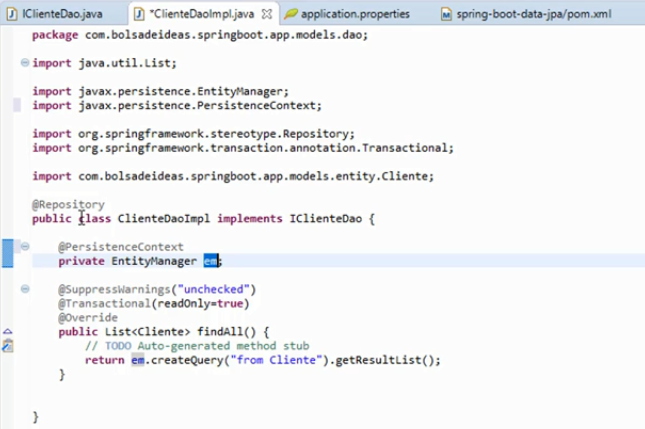 IClienteDao.java *ClienteDaoImpl.java application.properties spring-boot-data-jpa/pom.xml
package com.bolsadeideas.springboot.app.models.dao;
import java.util.List;
import javax.persistence.EntityManager;
import javax.persistence.PersistenceContext;
import org.springframework.stereotype.Repository;
import org.springframework.transaction.annotation.Transactional;
import com.bolsadeideas.springboot.app.models.entity.Cliente;
@Repository
public class ClienteDaoImpl implements IClienteDao {
@PersistenceContext
private EntityManager em;
@SuppressWarnings("unchecked")
@Transactional(readOnly=true)
@Override
public List<Cliente> findAll() {
// TODO Auto-generated method stub
return em.createQuery("from Cliente").getResultList();
}
}